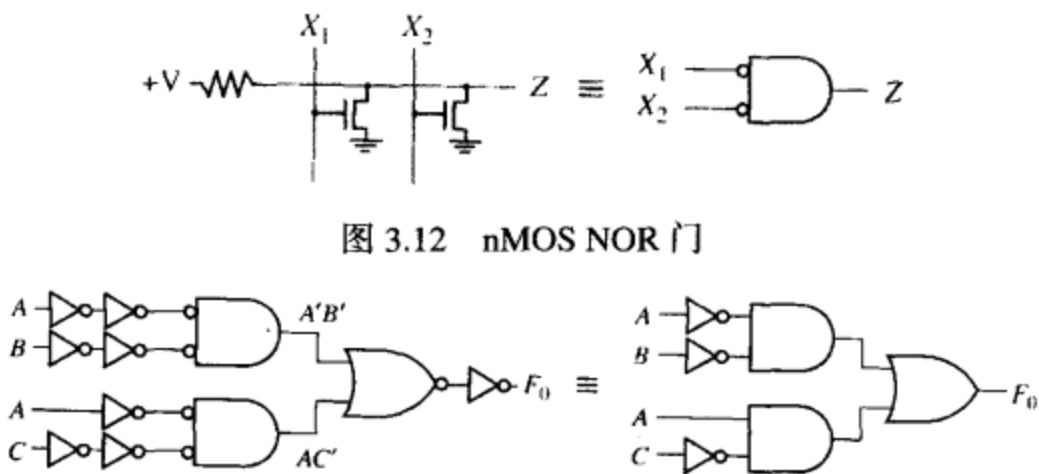 X₁ X₂
+V Z ≡ X₁ X₂ Z
图 3.12 nMOS NOR 门
A B A′B′ A C AC′ F₀ ≡ A B A C F₀